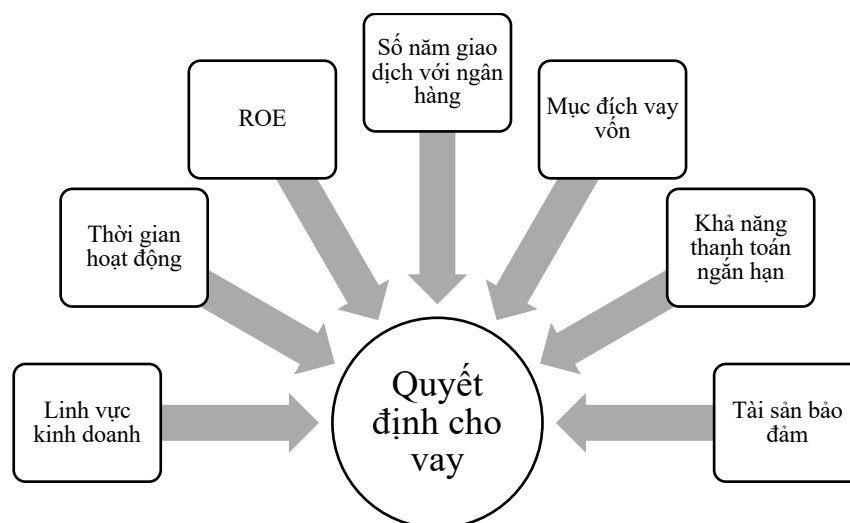 Số năm giao
dịch với ngân
hàng
ROE
Mục đích vay
vốn
Thời gian
hoạt động
Khả năng
thanh toán
ngắn hạn
Linh vực
kinh doanh
Quyết
định cho
vay
Tài sản bảo
đảm